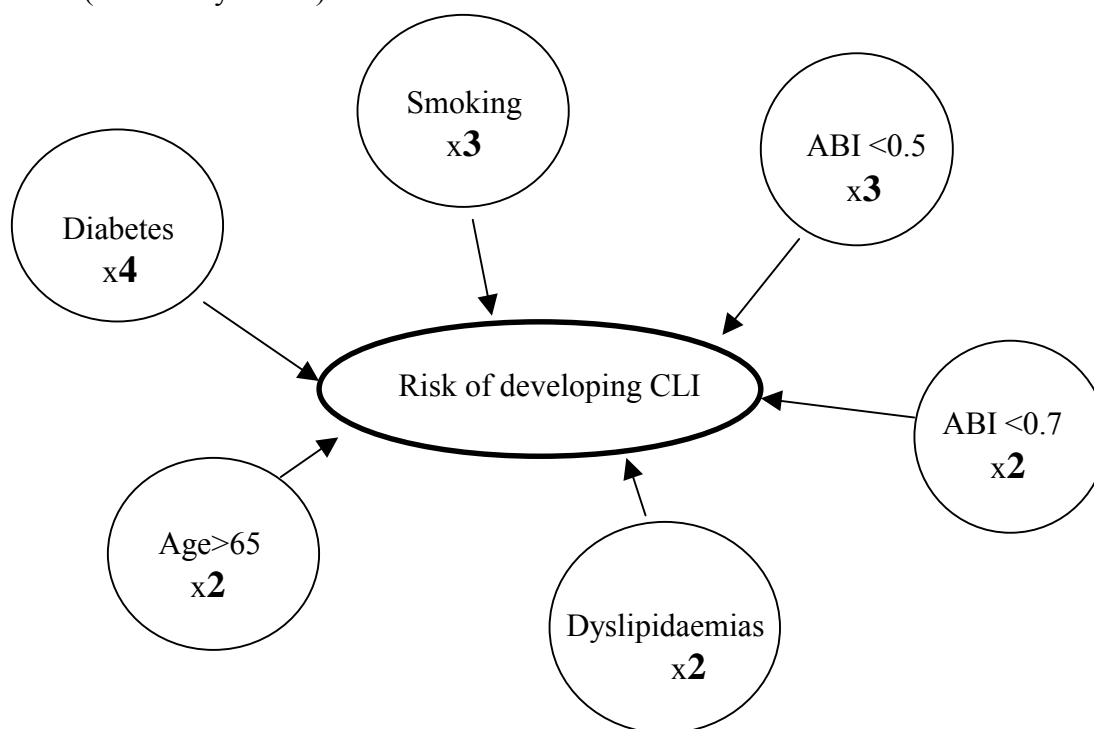 Smoking
x3
ABI <0.5
x3
Diabetes
x4
Risk of developing CLI
ABI <0.7
x2
Age>65
x2
Dyslipidaemias
x2